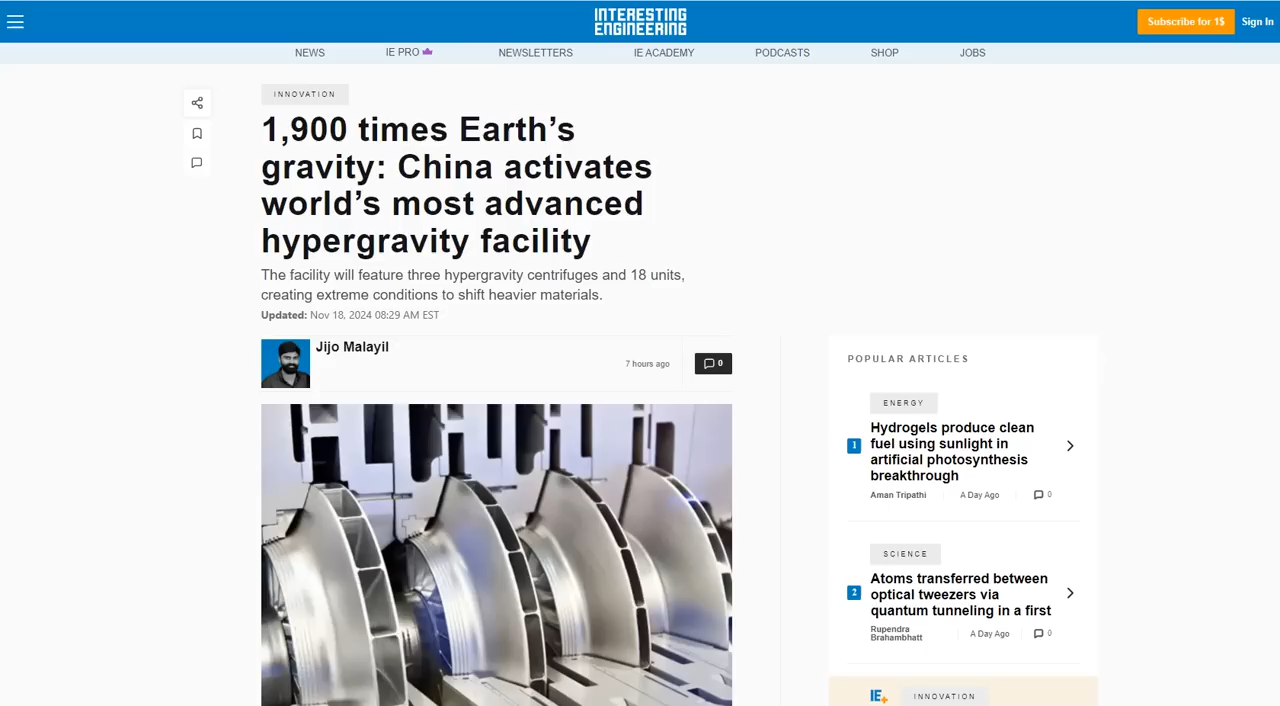 INTERESTING
ENGINEERING
Subscribe for 1$
Sign In
NEWS
IE PRO
NEWSLETTERS
IE ACADEMY
PODCASTS
SHOP
JOBS
INNOVATION
1,900 times Earth’s
gravity: China activates
world’s most advanced
hypergravity facility
The facility will feature three hypergravity centrifuges and 18 units,
creating extreme conditions to shift heavier materials.
Updated: Nov 18, 2024 08:29 AM EST
Jijo Malayil
7 hours ago
0
POPULAR ARTICLES
ENERGY
1
Hydrogels produce clean
fuel using sunlight in
artificial photosynthesis
breakthrough
Aman Tripathi
A Day Ago
0
SCIENCE
2
Atoms transferred between
optical tweezers via
quantum tunneling in a first
Rupendra
Brahambhatt
A Day Ago
0
IE+
INNOVATION